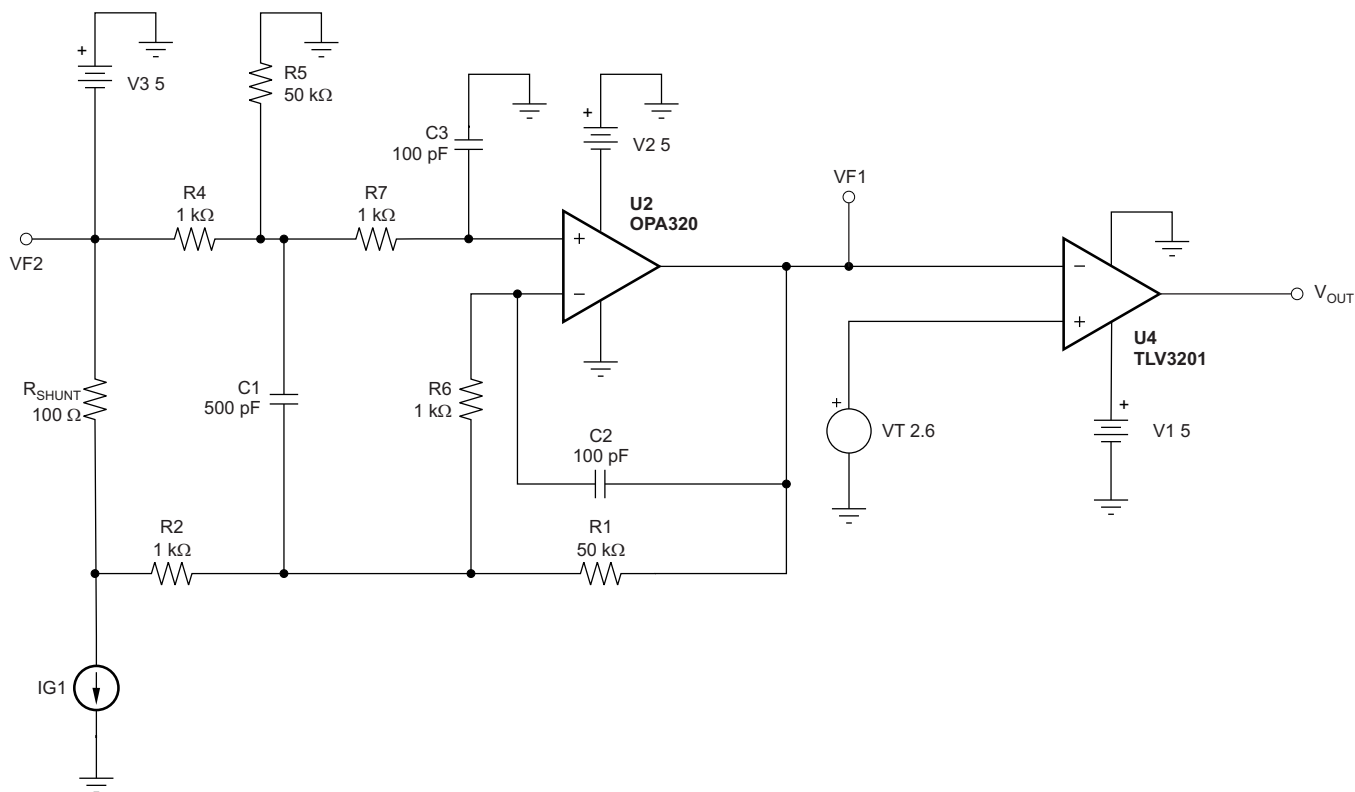 +
V3 5
R5
50 kΩ
C3
100 pF
+
V2 5
R4
1 kΩ
R7
1 kΩ
U2
OPA320
VF1
VF2
+
−
−
+
V_OUT
U4
TLV3201
R_SHUNT
100 Ω
C1
500 pF
R6
1 kΩ
C2
100 pF
+
VT 2.6
+
V1 5
R2
1 kΩ
R1
50 kΩ
IG1